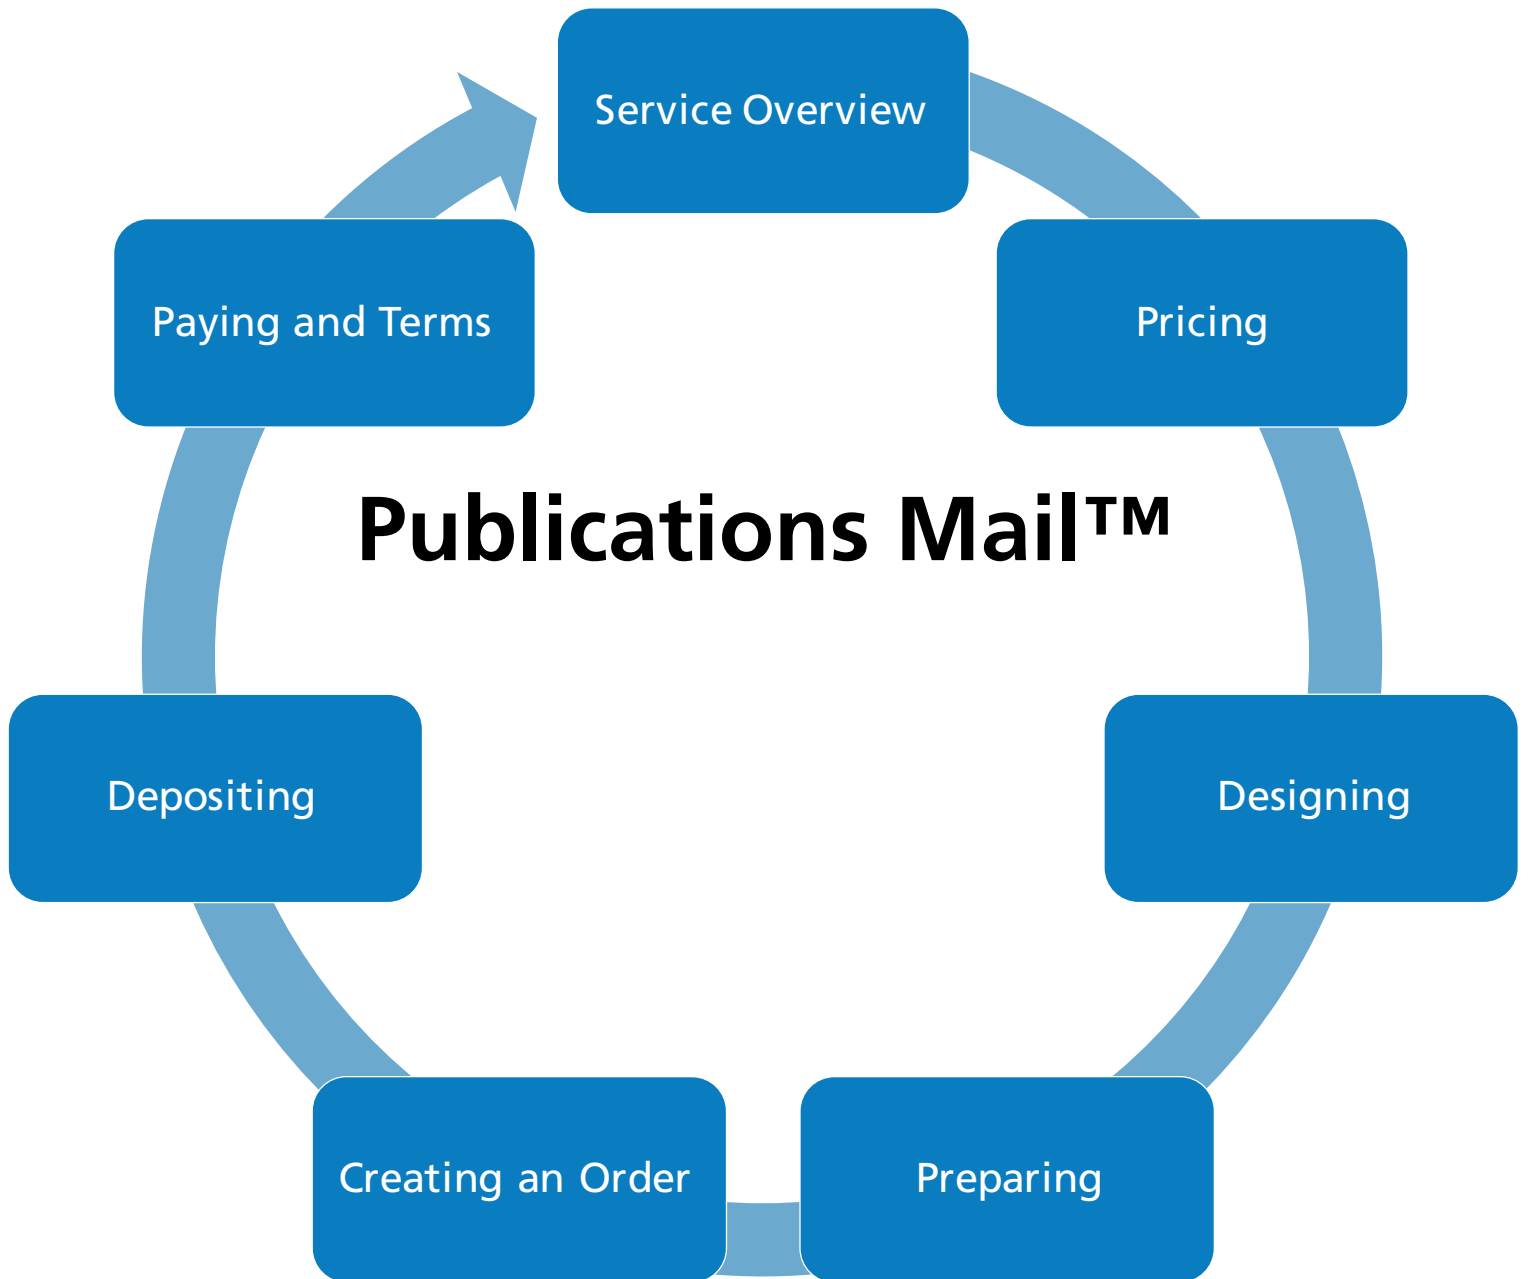 Service Overview
Pricing
Designing
Preparing
Creating an Order
Depositing
Paying and Terms
Publications Mail™